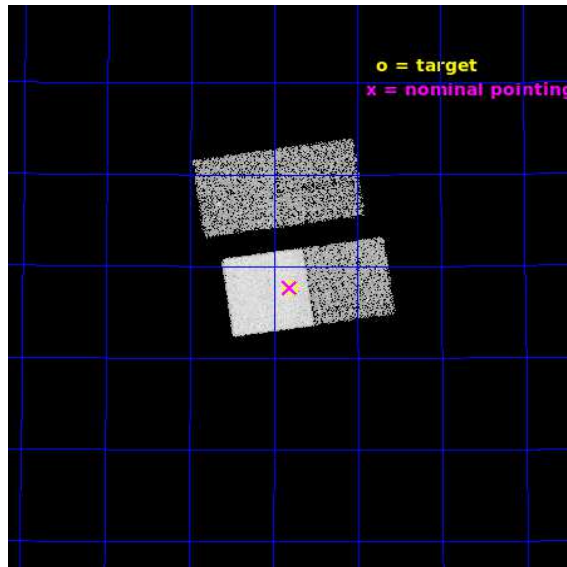 o = target
x = nominal pointing